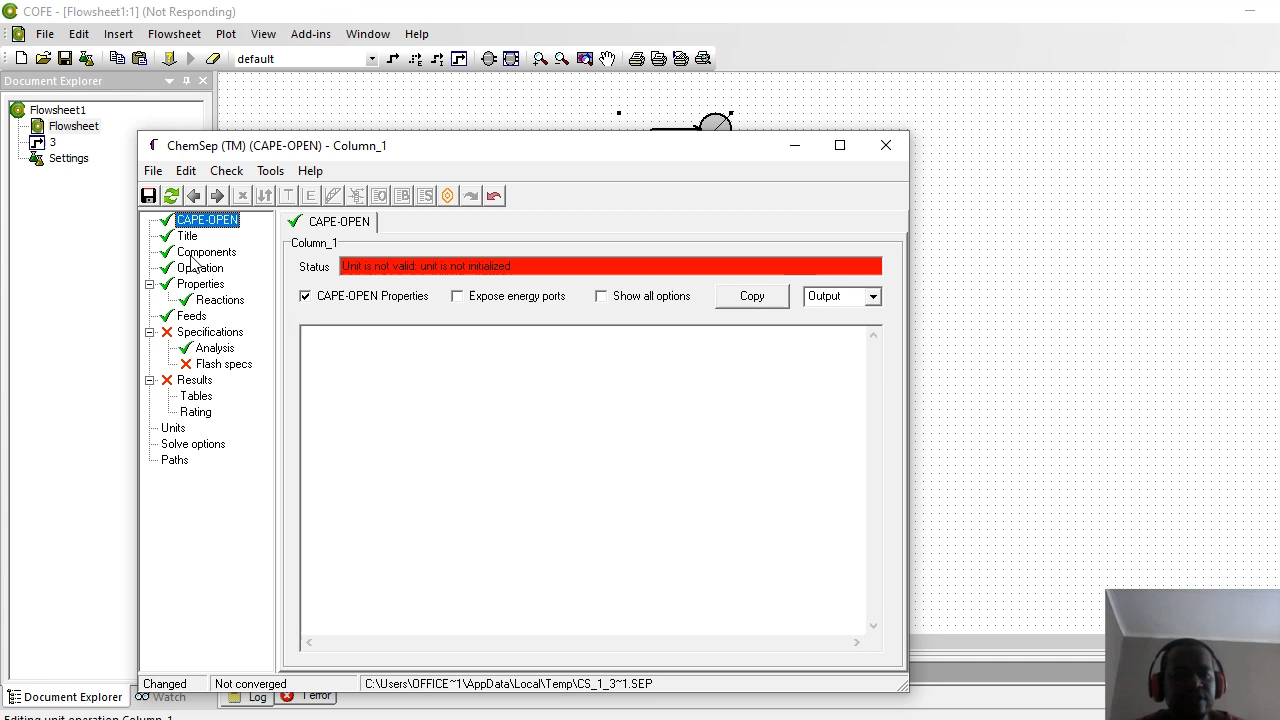 COFE - [Flowsheet1:1] (Not Responding)
File Edit Insert Flowsheet Plot View Add-ins Window Help
default
Document Explorer
Flowsheet1
Flowsheet
3
Settings
ChemSep (TM) (CAPE-OPEN) - Column_1
File Edit Check Tools Help
CAPE-OPEN
Title
Components
Operation
Properties
Reactions
Feeds
Specifications
Analysis
Flash specs
Results
Tables
Rating
Units
Solve options
Paths
CAPE-OPEN
Column_1
Status Unit is not valid: unit is not initialized
CAPE-OPEN Properties Expose energy ports Show all options Copy Output
Changed Not converged C:\Users\OFFICE~1\AppData\Local\Temp\CS_1_3~1.SEP
Document Explorer Watch Log 1 error
Editing unit operation Column_1